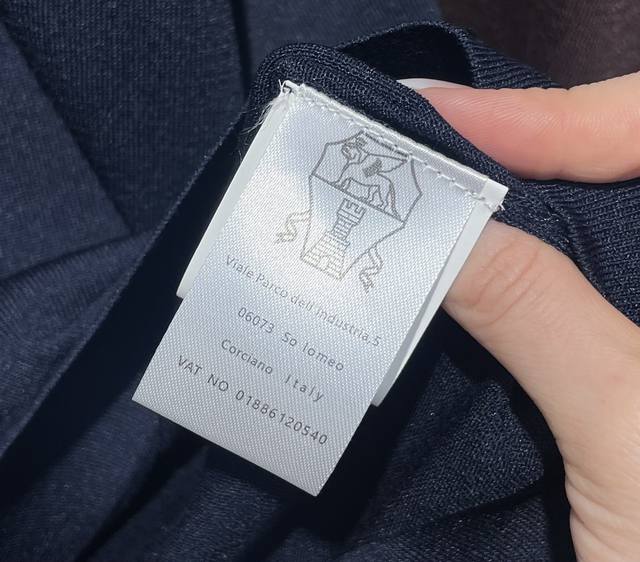 Viale Parco dell'Industria,5
06073 So lomeo
Corciano Italy
VAT NO 01886120540